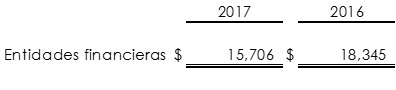 2017 2016
Entidades financieras $ 15,706 $ 18,345